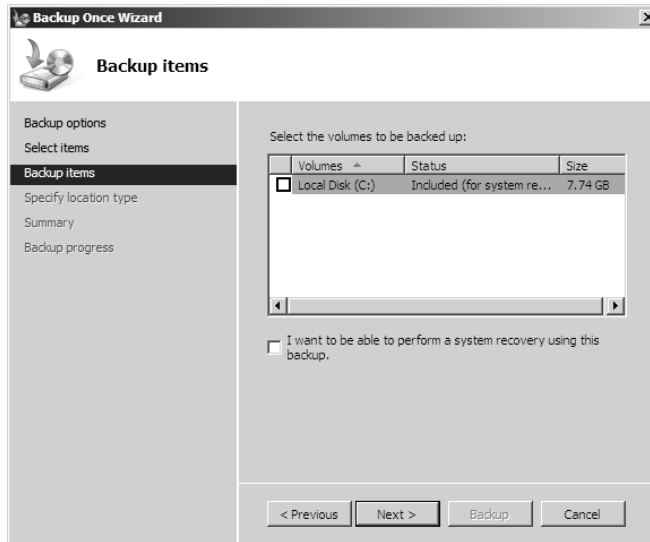 Backup Once Wizard
Backup items
Backup options
Select items
Backup items
Specify location type
Summary
Backup progress
Select the volumes to be backed up:
Volumes Status Size
Local Disk (C:) Included (for system re... 7.74 GB
I want to be able to perform a system recovery using this
backup.
< Previous Next > Backup Cancel